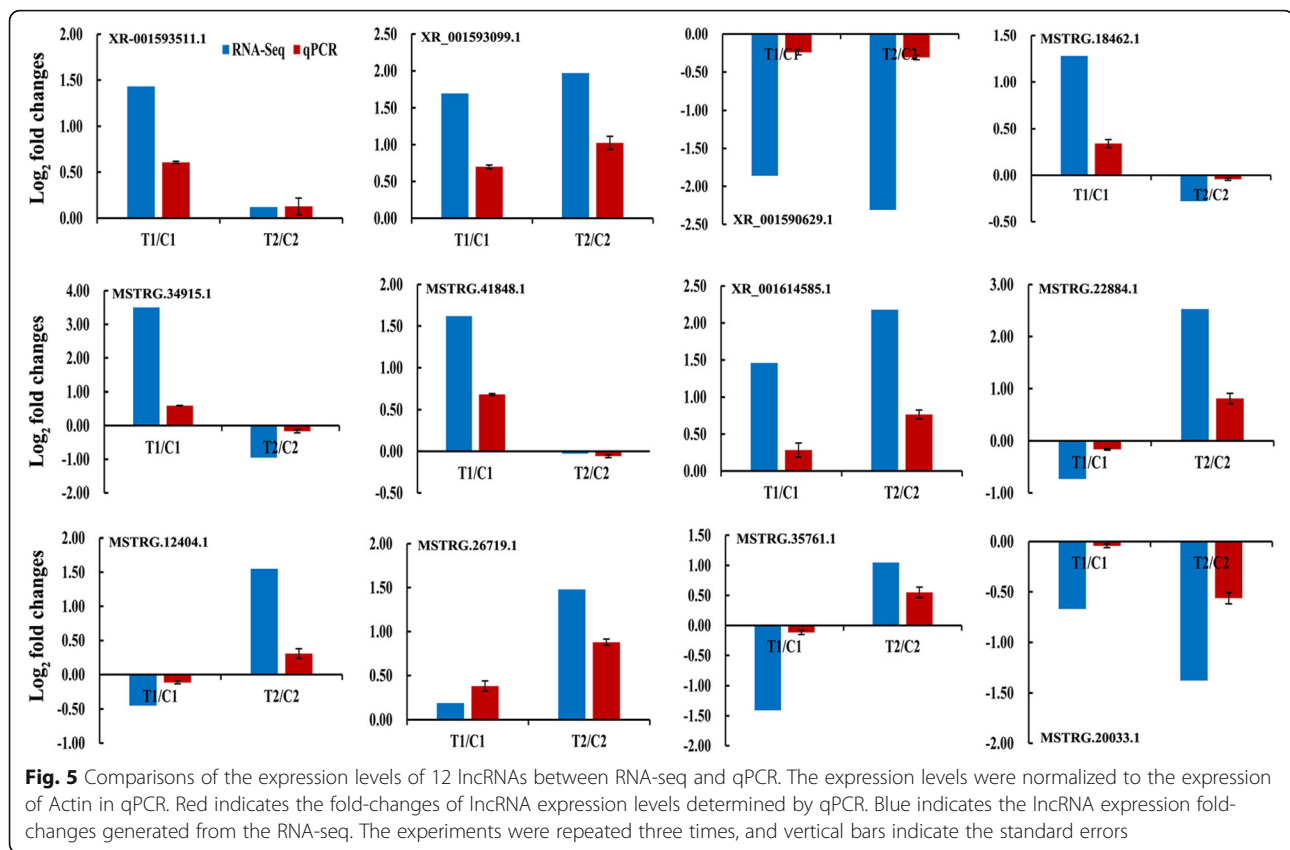 XR-001593511.1
RNA-Seq qPCR
Log2 fold changes
2.00
1.50
1.00
0.50
0.00
T1/C1 T2/C2
XR_001593099.1
2.50
2.00
1.50
1.00
0.50
0.00
T1/C1 T2/C2
0.00
-0.50
-1.00
-1.50
-2.00
-2.50
T1/C1 T2/C2
XR_001590629.1
MSTRG.18462.1
1.50
1.00
0.50
0.00
-0.50
T1/C1 T2/C2
MSTRG.34915.1
Log2 fold changes
4.00
3.00
2.00
1.00
0.00
-1.00
-2.00
T1/C1 T2/C2
MSTRG.41848.1
2.00
1.50
1.00
0.50
0.00
-0.50
T1/C1 T2/C2
XR_001614585.1
2.50
2.00
1.50
1.00
0.50
0.00
T1/C1 T2/C2
MSTRG.22884.1
3.00
2.00
1.00
0.00
-1.00
T1/C1 T2/C2
MSTRG.12404.1
Log2 fold changes
2.00
1.50
1.00
0.50
0.00
-0.50
-1.00
T1/C1 T2/C2
MSTRG.26719.1
2.00
1.50
1.00
0.50
0.00
T1/C1 T2/C2
MSTRG.35761.1
1.50
1.00
0.50
0.00
-0.50
-1.00
-1.50
-2.00
T1/C1 T2/C2
0.00
-0.50
-1.00
-1.50
-2.00
T1/C1 T2/C2
MSTRG.20033.1
Fig. 5 Comparisons of the expression levels of 12 lncRNAs between RNA-seq and qPCR. The expression levels were normalized to the expression
of Actin in qPCR. Red indicates the fold-changes of lncRNA expression levels determined by qPCR. Blue indicates the lncRNA expression fold-
changes generated from the RNA-seq. The experiments were repeated three times, and vertical bars indicate the standard errors